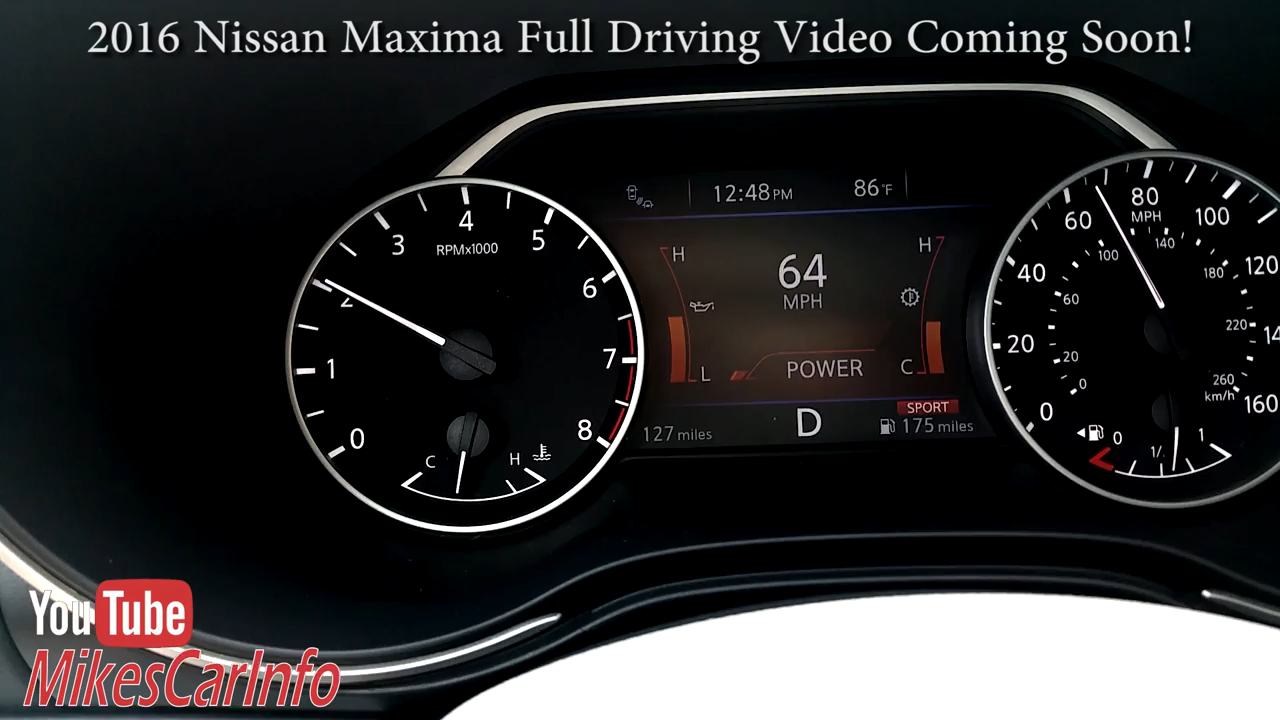 2016 Nissan Maxima Full Driving Video Coming Soon!
12:48 PM 86°F
0 1 2 3 4 5 6 7 8
RPMx1000
C H
H H
64
MPH
L C
POWER
SPORT
127 miles D 175 miles
0 20 40 60 80 100 120 14 160
MPH
0 20 60 100 140 180 220 260
km/h
0 1/ 1
YouTube
MikesCarInfo